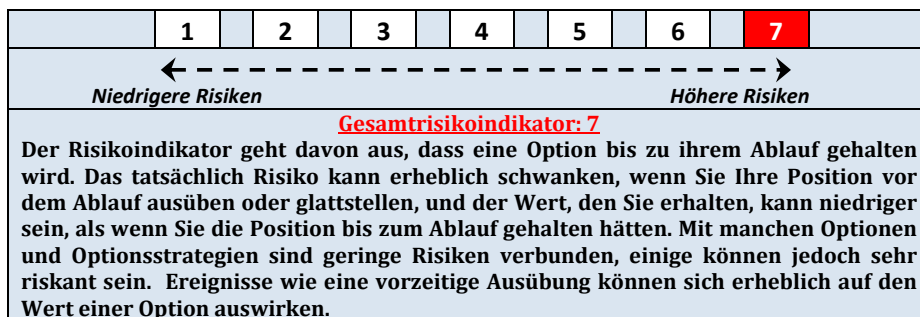 1 2 3 4 5 6 7
Niedrigere Risiken Höhere Risiken
Gesamtrisikoindikator: 7
Der Risikoindikator geht davon aus, dass eine Option bis zu ihrem Ablauf gehalten
wird. Das tatsächlich Risiko kann erheblich schwanken, wenn Sie Ihre Position vor
dem Ablauf ausüben oder glattstellen, und der Wert, den Sie erhalten, kann niedriger
sein, als wenn Sie die Position bis zum Ablauf gehalten hätten. Mit manchen Optionen
und Optionsstrategien sind geringe Risiken verbunden, einige können jedoch sehr
riskant sein. Ereignisse wie eine vorzeitige Ausübung können sich erheblich auf den
Wert einer Option auswirken.